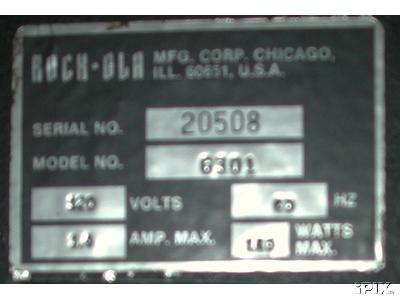 ROCK-OLA MFG. CORP. CHICAGO,
ILL. 60651, U.S.A.
SERIAL NO. 20508
MODEL NO.
VOLTS HZ
AMP. MAX. WATTS
MAX.
iPIX